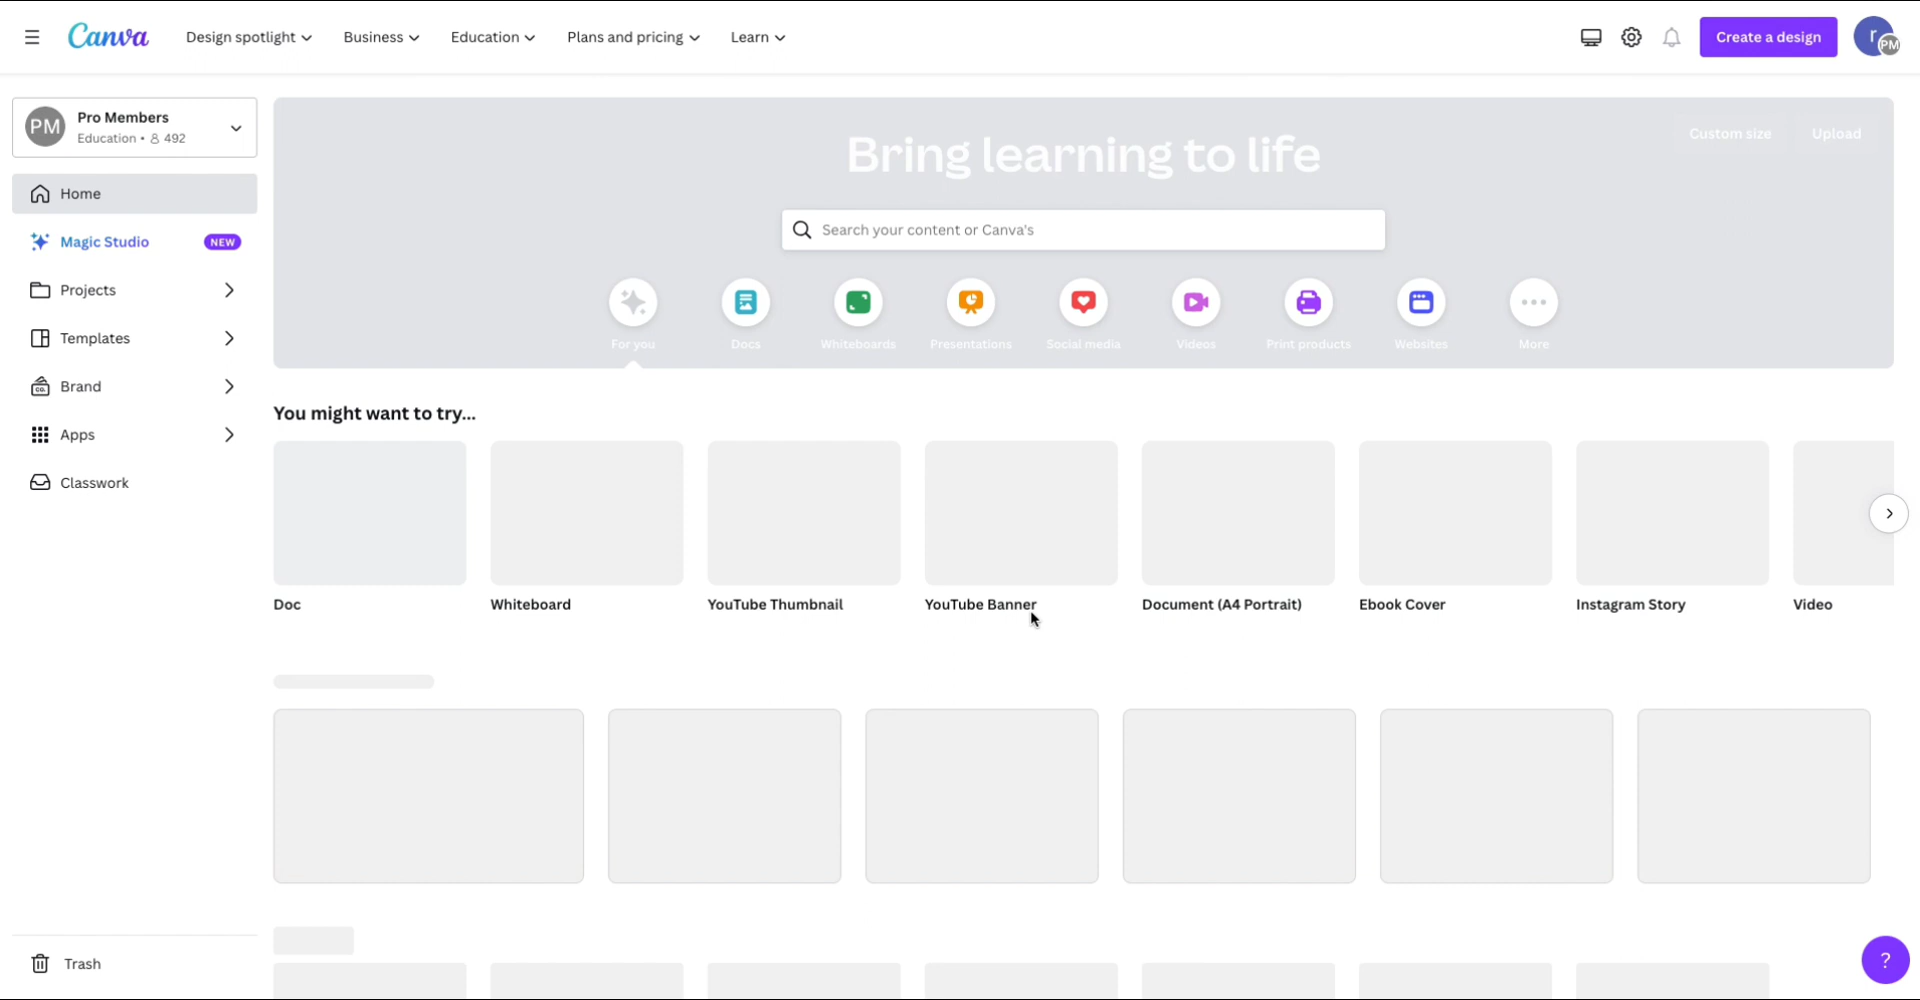 Canva
Design spotlight
Business
Education
Plans and pricing
Learn
Create a design
r
PM
PM
Pro Members
Education • 492
Home
Magic Studio
NEW
Projects
Templates
Brand
Apps
Classwork
Trash
Custom size
Upload
Bring learning to life
Search your content or Canva's
For you
Docs
Whiteboards
Presentations
Social media
Videos
Print products
Websites
More
You might want to try...
Doc
Whiteboard
YouTube Thumbnail
YouTube Banner
Document (A4 Portrait)
Ebook Cover
Instagram Story
Video
?